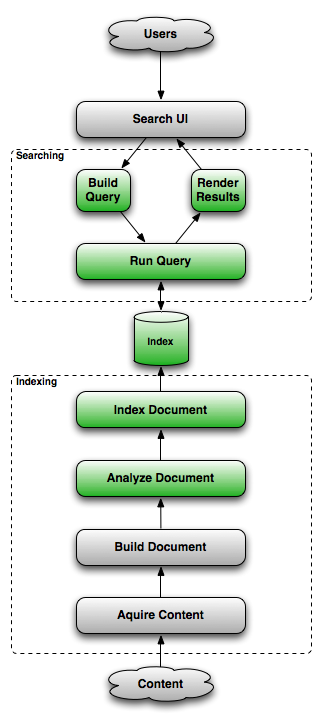 Users
Search UI
Searching
Build
Query
Render
Results
Run Query
Index
Indexing
Index Document
Analyze Document
Build Document
Aquire Content
Content